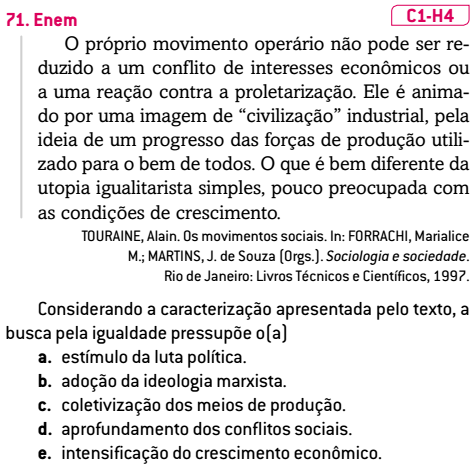 71. Enem
C1-H4
O próprio movimento operário não pode ser re-
duzido a um conflito de interesses econômicos ou
a uma reação contra a proletarização. Ele é anima-
do por uma imagem de “civilização” industrial, pela
ideia de um progresso das forças de produção utili-
zado para o bem de todos. O que é bem diferente da
utopia igualitarista simples, pouco preocupada com
as condições de crescimento.
TOURAINE, Alain. Os movimentos sociais. In: FORRACHI, Marialice
M.; MARTINS, J. de Souza (Orgs.). Sociologia e sociedade.
Rio de Janeiro: Livros Técnicos e Científicos, 1997.
Considerando a caracterização apresentada pelo texto, a
busca pela igualdade pressupõe o(a)
a. estímulo da luta política.
b. adoção da ideologia marxista.
c. coletivização dos meios de produção.
d. aprofundamento dos conflitos sociais.
e. intensificação do crescimento econômico.